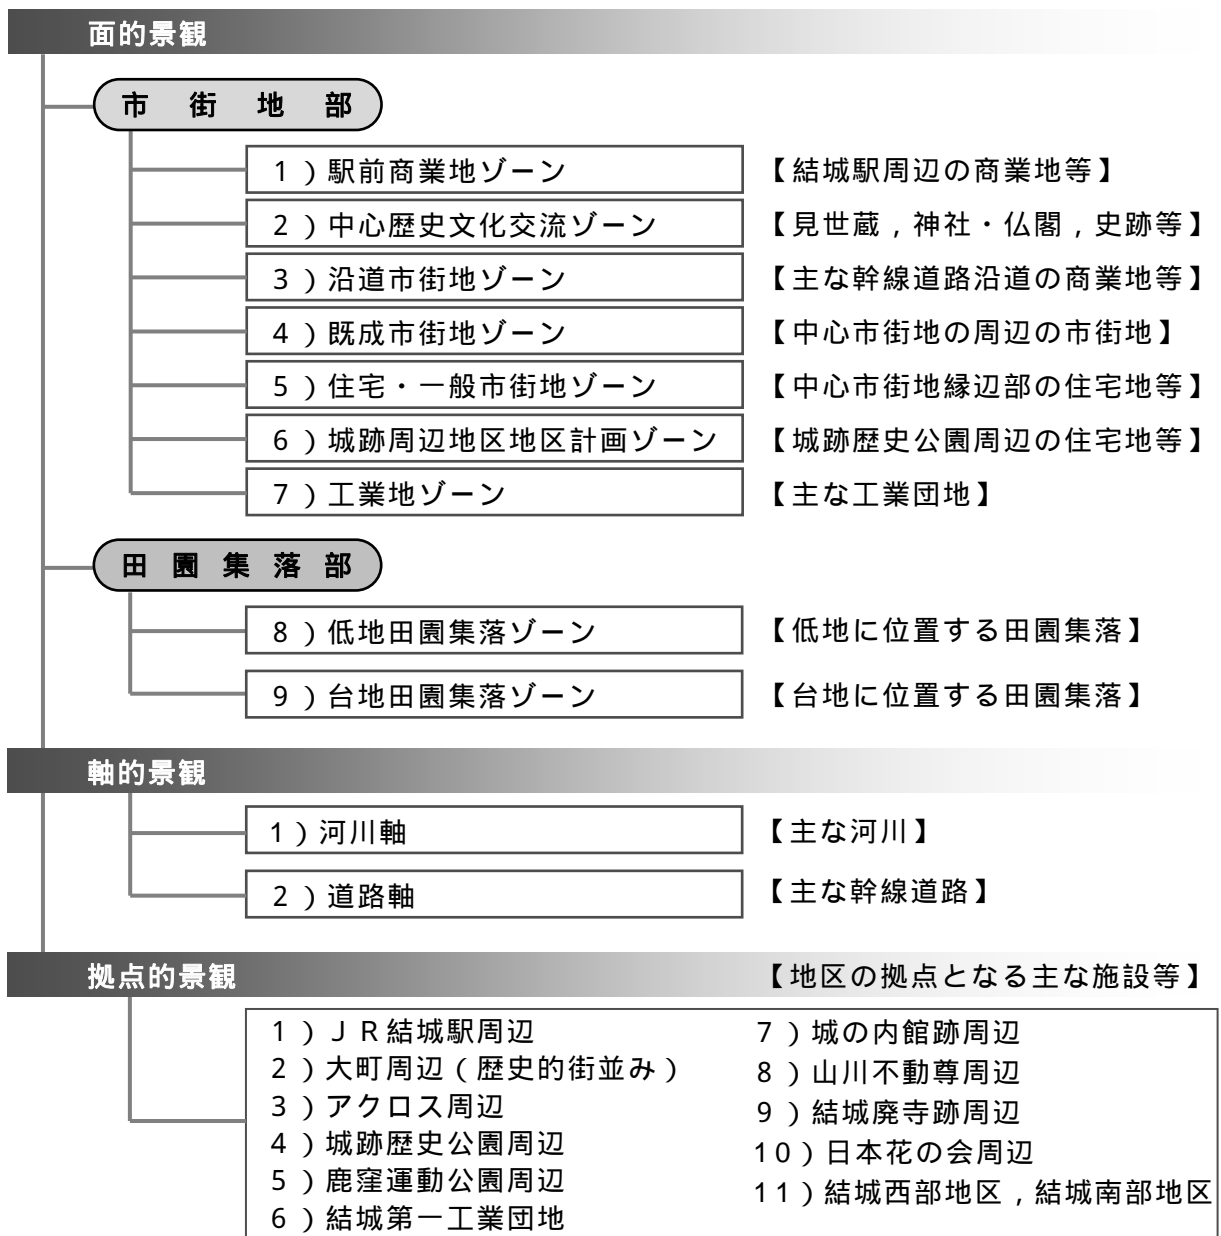 面的景観
市街地部
1）駅前商業地ゾーン 【結城駅周辺の商業地等】
2）中心歴史文化交流ゾーン 【見世蔵，神社・仏閣，史跡等】
3）沿道市街地ゾーン 【主な幹線道路沿道の商業地等】
4）既成市街地ゾーン 【中心市街地の周辺の市街地】
5）住宅・一般市街地ゾーン 【中心市街地縁辺部の住宅地等】
6）城跡周辺地区地区計画ゾーン 【城跡歴史公園周辺の住宅地等】
7）工業地ゾーン 【主な工業団地】
田園集落部
8）低地田園集落ゾーン 【低地に位置する田園集落】
9）台地田園集落ゾーン 【台地に位置する田園集落】
軸的景観
1）河川軸 【主な河川】
2）道路軸 【主な幹線道路】
拠点的景観 【地区の拠点となる主な施設等】
1）ＪＲ結城駅周辺
2）大町周辺（歴史的街並み）
3）アクロス周辺
4）城跡歴史公園周辺
5）鹿窪運動公園周辺
6）結城第一工業団地
7）城の内館跡周辺
8）山川不動尊周辺
9）結城廃寺跡周辺
10）日本花の会周辺
11）結城西部地区，結城南部地区